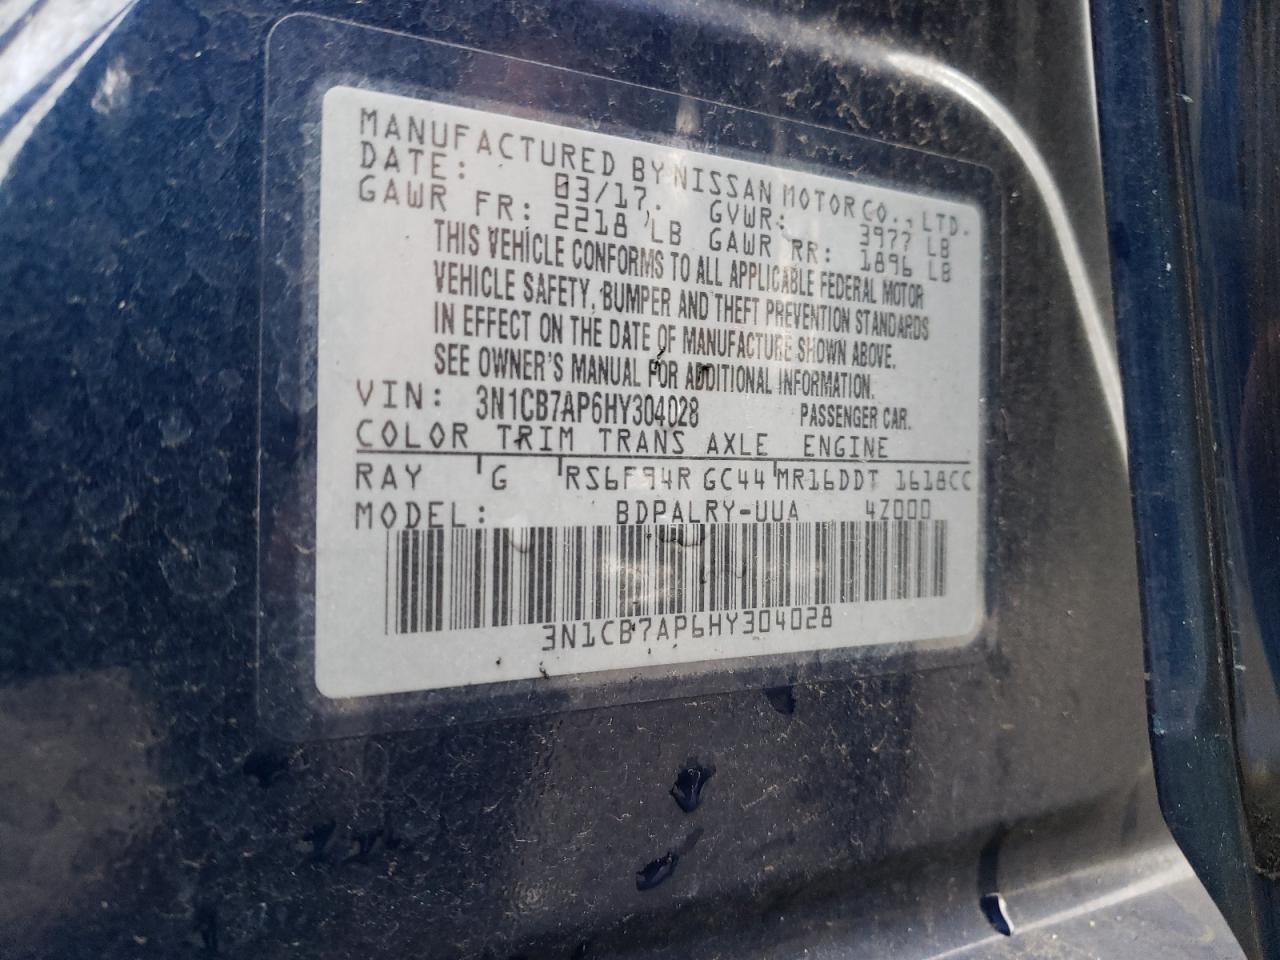 MANUFACTURED BY NISSAN MOTOR CO., LTD.
DATE: 03/17. GVWR: 3977 LB
GAWR FR: 2218 LB GAWR RR: 1896 LB
THIS VEHICLE CONFORMS TO ALL APPLICABLE FEDERAL MOTOR
VEHICLE SAFETY, BUMPER AND THEFT PREVENTION STANDARDS
IN EFFECT ON THE DATE OF MANUFACTURE SHOWN ABOVE.
SEE OWNER'S MANUAL FOR ADDITIONAL INFORMATION.
VIN: 3N1CB7AP6HY304028 PASSENGER CAR.
COLOR TRIM TRANS AXLE ENGINE
RAY G RS6F94R GC44 MR16DDT 1618CC
MODEL: BDPALRY-UUA 4Z000
3N1CB7AP6HY304028